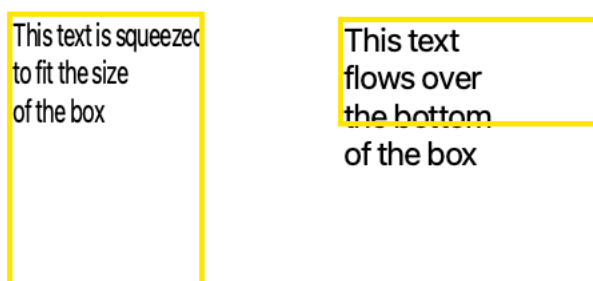 This text is squeezed
to fit the size
of the box
This text
flows over
the bottom
of the box